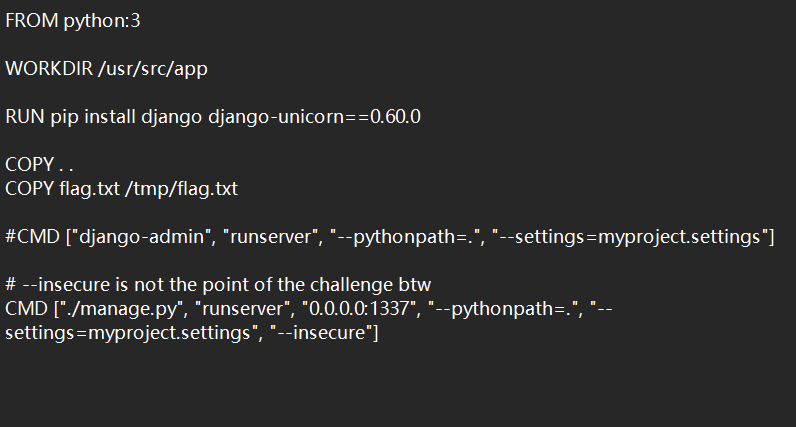 FROM python:3
WORKDIR /usr/src/app
RUN pip install django django-unicorn==0.60.0
COPY . .
COPY flag.txt /tmp/flag.txt
#CMD ["django-admin", "runserver", "--pythonpath=.", "--settings=myproject.settings"]
# --insecure is not the point of the challenge btw
CMD ["./manage.py", "runserver", "0.0.0.0:1337", "--pythonpath=.", "--
settings=myproject.settings", "--insecure"]